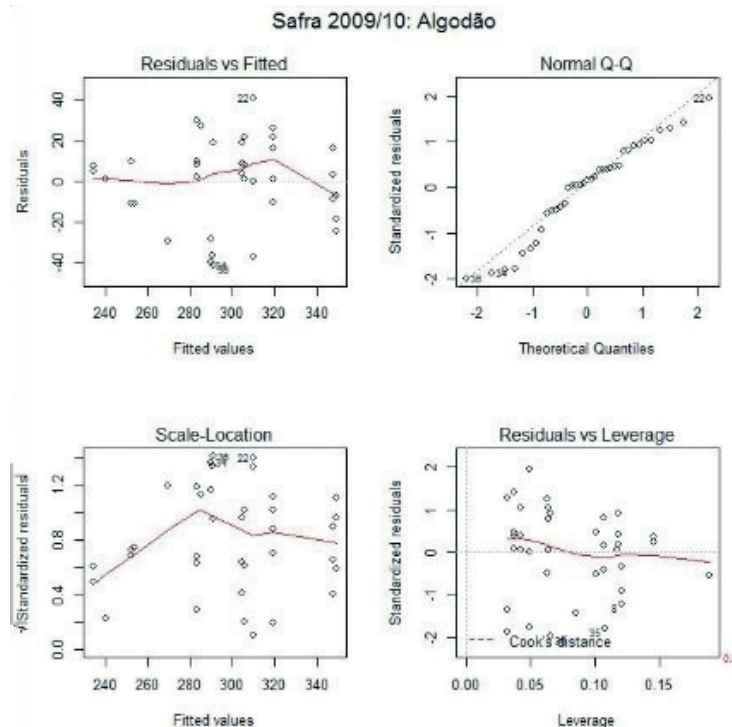 Safra 2009/10: Algodão
Residuals vs Fitted
Residuals
40
20
0
-20
-40
22
240 260 280 300 320 340
Fitted values
Normal Q-Q
Standardized residuals
2
1
0
-1
-2
22
-2 -1 0 1 2
Theoretical Quantiles
Scale-Location
√|Standardized residuals
1.2
0.8
0.4
0.0
22
240 260 280 300 320 340
Fitted values
Residuals vs Leverage
Standardized residuals
2
1
0
-1
-2
35
Cook's distance
0.
0.00 0.05 0.10 0.15
Leverage